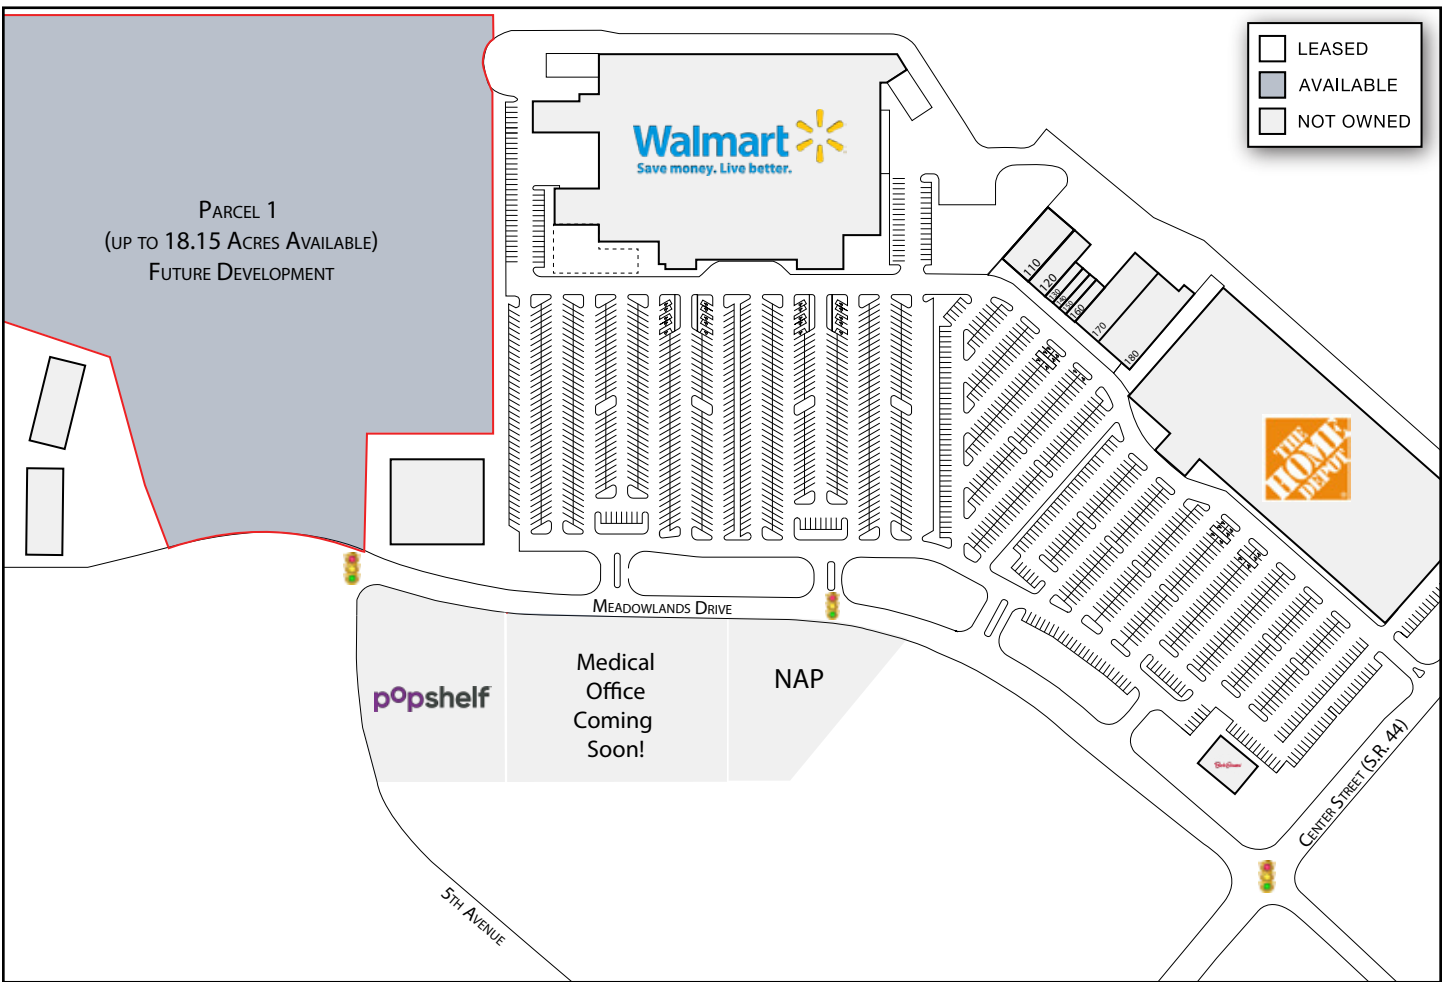 LEASED
AVAILABLE
NOT OWNED
Walmart
Save money. Live better.
Parcel 1
(up to 18.15 Acres Available)
Future Development
110
120
160
170
180
THE
HOME
DEPOT
Meadowlands Drive
popshelf
Medical
Office
Coming
Soon!
NAP
Center Street (S.R. 44)
5th Avenue